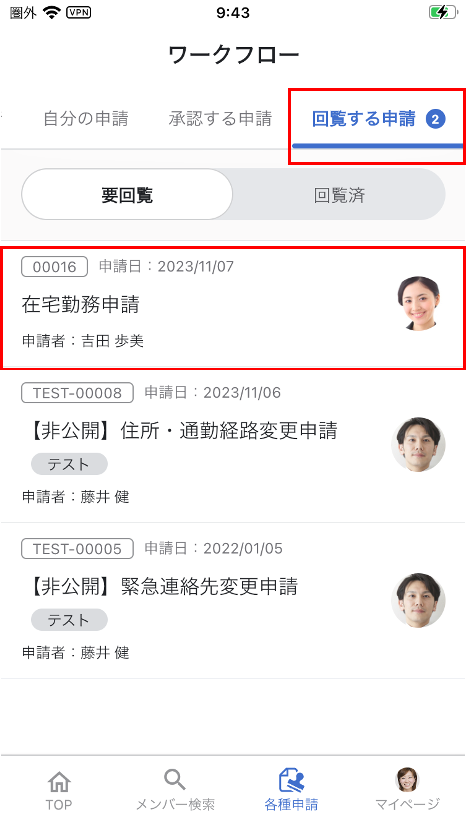 圏外 VPN 9:43
ワークフロー
自分の申請 承認する申請 回覧する申請 2
要回覧 回覧済
00016 申請日：2023/11/07
在宅勤務申請
申請者：吉田 歩美
TEST-00008 申請日：2023/11/06
【非公開】住所・通勤経路変更申請
テスト
申請者：藤井 健
TEST-00005 申請日：2022/01/05
【非公開】緊急連絡先変更申請
テスト
申請者：藤井 健
TOP メンバー検索 各種申請 マイページ